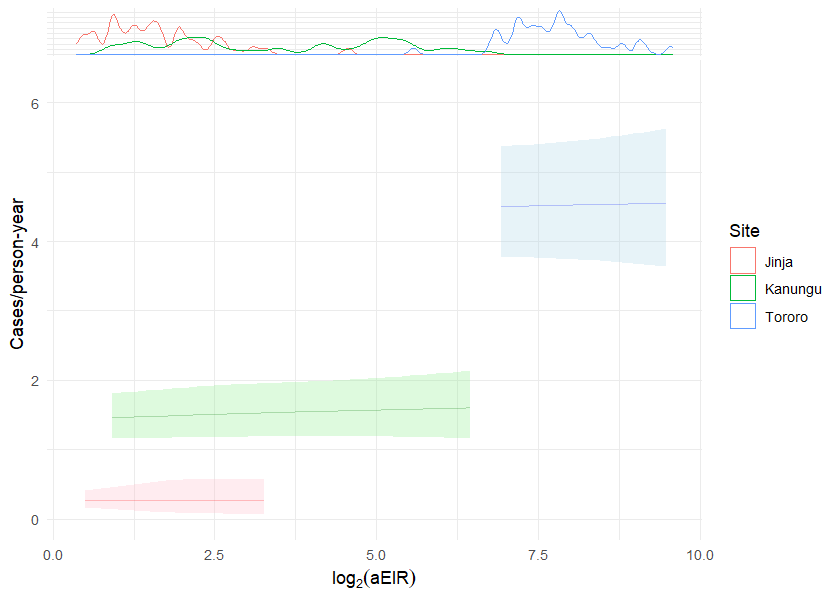 6
4
2
0
0.0 2.5 5.0 7.5 10.0
log₂(aEIR)
Cases/person-year
Site
Jinja
Kanungu
Tororo